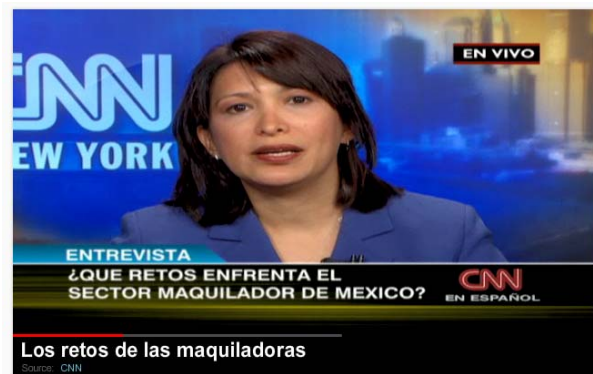 CNN
EW YORK
EN VIVO
ENTREVISTA
¿QUE RETOS ENFRENTA EL
SECTOR MAQUILADOR DE MEXICO?
CNN
EN ESPAÑOL
Los retos de las maquiladoras
Source: CNN